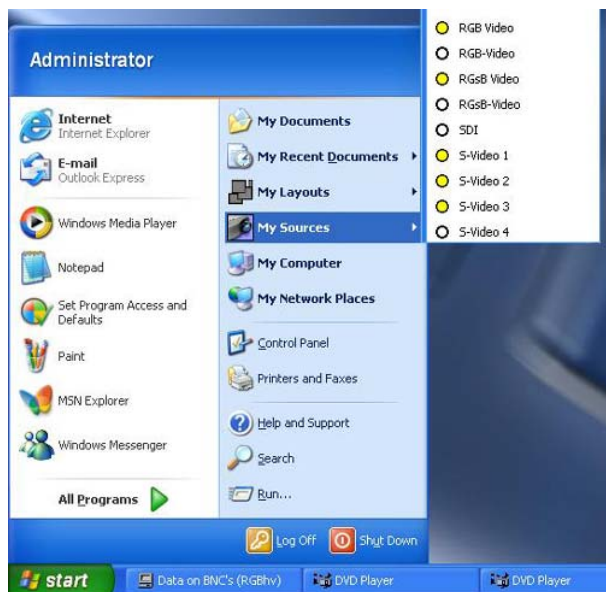 Administrator
Internet
Internet Explorer
E-mail
Outlook Express
Windows Media Player
Notepad
Set Program Access and
Defaults
Paint
MSN Explorer
Windows Messenger
All Programs
My Documents
My Recent Documents
My Layouts
My Sources
My Computer
My Network Places
Control Panel
Printers and Faxes
Help and Support
Search
Run...
RGB Video
RGB-Video
RGsB Video
RGsB-Video
SDI
S-Video 1
S-Video 2
S-Video 3
S-Video 4
Log Off
Shut Down
start
Data on BNC's (RGBhv)
DVD Player
DVD Player